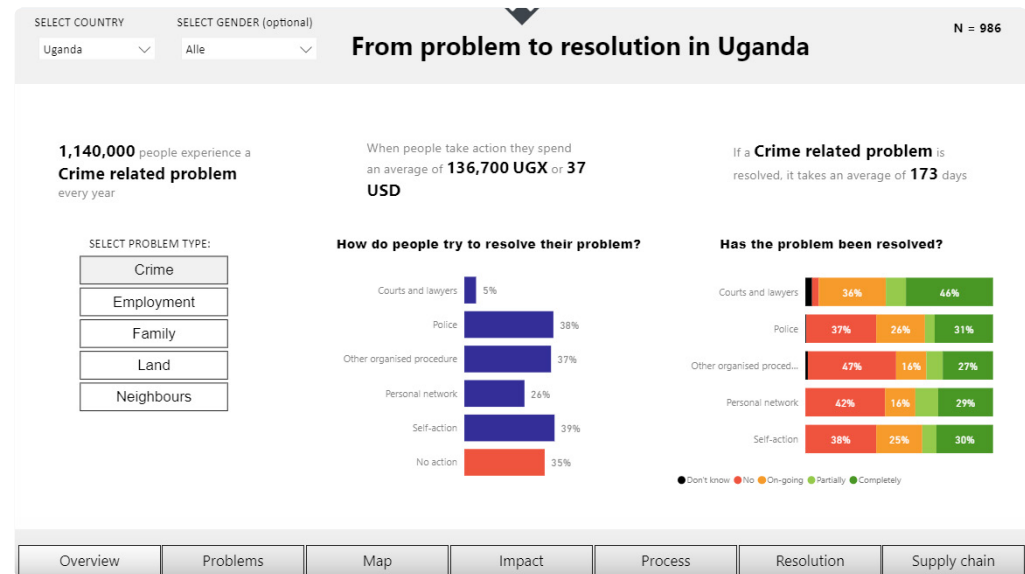 SELECT COUNTRY
SELECT GENDER (optional)
Uganda
Alle
From problem to resolution in Uganda
N = 986
1,140,000 people experience a
Crime related problem
every year
When people take action they spend
an average of 136,700 UGX or 37
USD
If a Crime related problem is
resolved, it takes an average of 173 days
SELECT PROBLEM TYPE:
Crime
Employment
Family
Land
Neighbours
How do people try to resolve their problem?
Courts and lawyers 5%
Police 38%
Other organised procedure 37%
Personal network 26%
Self-action 39%
No action 35%
Has the problem been resolved?
Courts and lawyers 36% 46%
Police 37% 26% 31%
Other organised proced... 47% 16% 27%
Personal network 42% 16% 29%
Self-action 38% 25% 30%
Don't know No On-going Partially Completely
Overview Problems Map Impact Process Resolution Supply chain